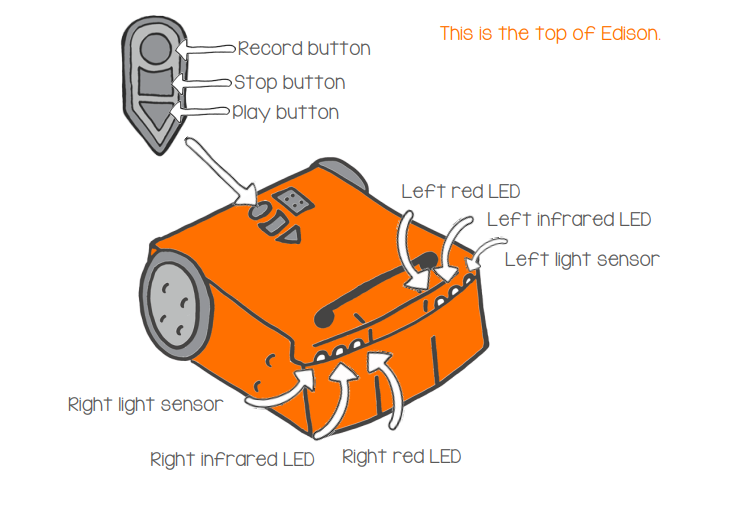 This is the top of Edison.
Record button
Stop button
Play button
Left red LED
Left infrared LED
Left light sensor
Right light sensor
Right infrared LED
Right red LED